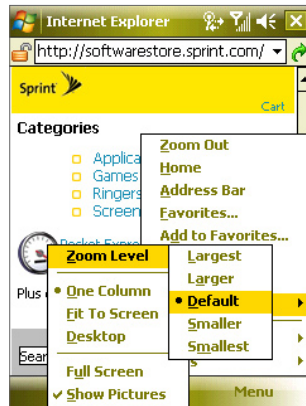 Internet Explorer
http://softwarestore.sprint.com/
Sprint
Cart
Categories
Applica
Games
Ringers
Screen
Zoom Out
Home
Address Bar
Favorites...
Add to Favorites...
Zoom Level
One Column
Fit To Screen
Desktop
Full Screen
Show Pictures
Largest
Larger
Default
Smaller
Smallest
Plus
Sear
Menu